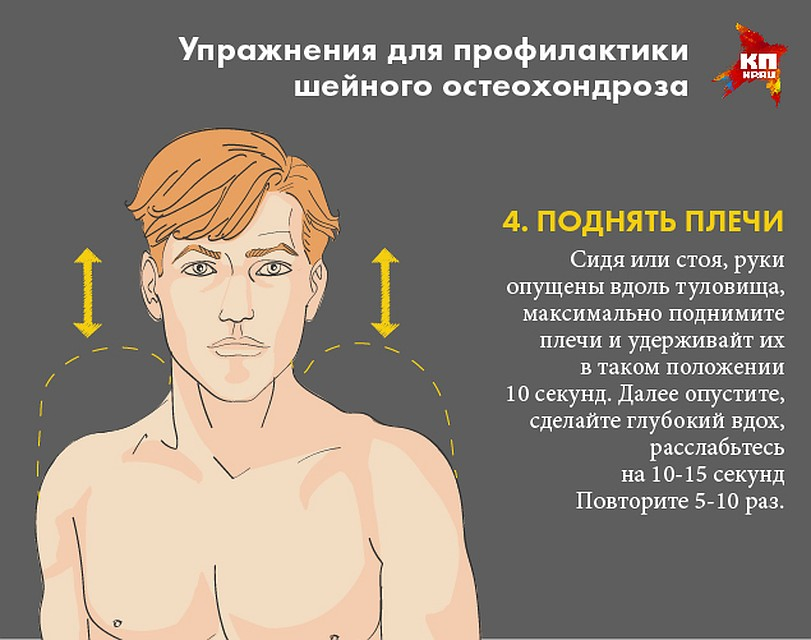 Упражнения для профилактики
шейного остеохондроза
КП
KP.RU
4. ПОДНЯТЬ ПЛЕЧИ
Сидя или стоя, руки
опущены вдоль туловища,
максимально поднимите
плечи и удерживайт их
в таком положении
10 секунд. Далее опустите,
сделайте глубокий вдох,
расслабьтесь
на 10-15 секунд
Повторите 5-10 раз.